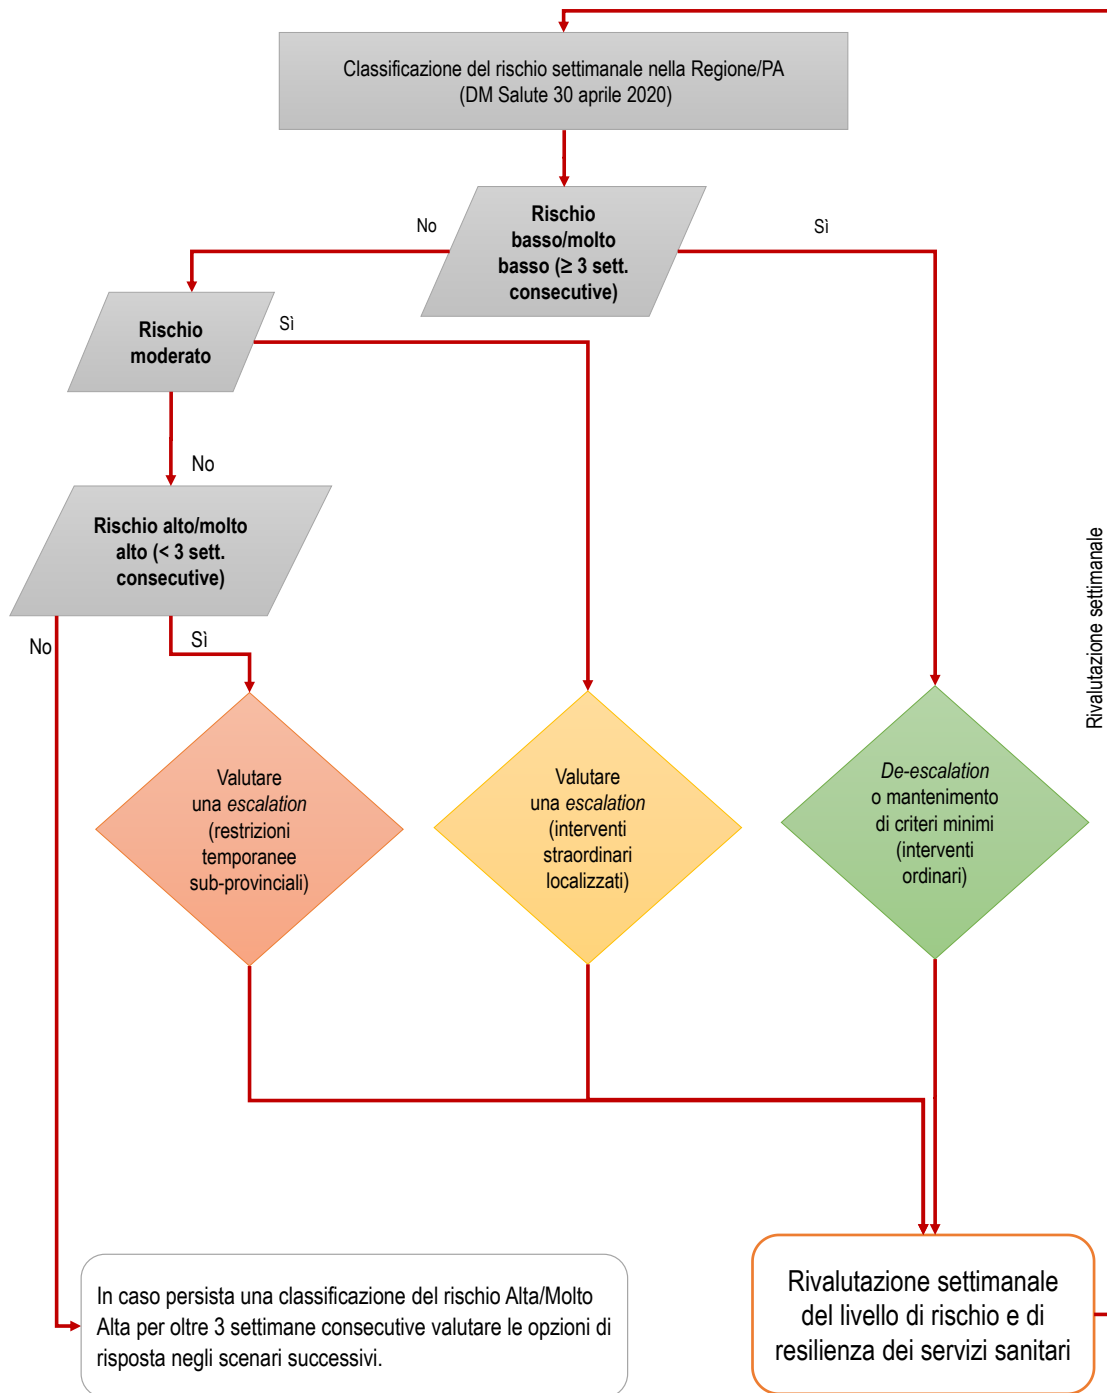 Classificazione del rischio settimanale nella Regione/PA
(DM Salute 30 aprile 2020)
Rischio
basso/molto
basso (≥ 3 sett.
consecutive)
No
Sì
Rischio
moderato
Sì
No
Rischio alto/molto
alto (< 3 sett.
consecutive)
No
Sì
Valutare
una escalation
(restrizioni
temporanee
sub-provinciali)
Valutare
una escalation
(interventi
straordinari
localizzati)
De-escalation
o mantenimento
di criteri minimi
(interventi
ordinari)
Rivalutazione settimanale
In caso persista una classificazione del rischio Alta/Molto
Alta per oltre 3 settimane consecutive valutare le opzioni di
risposta negli scenari successivi.
Rivalutazione settimanale
del livello di rischio e di
resilienza dei servizi sanitari